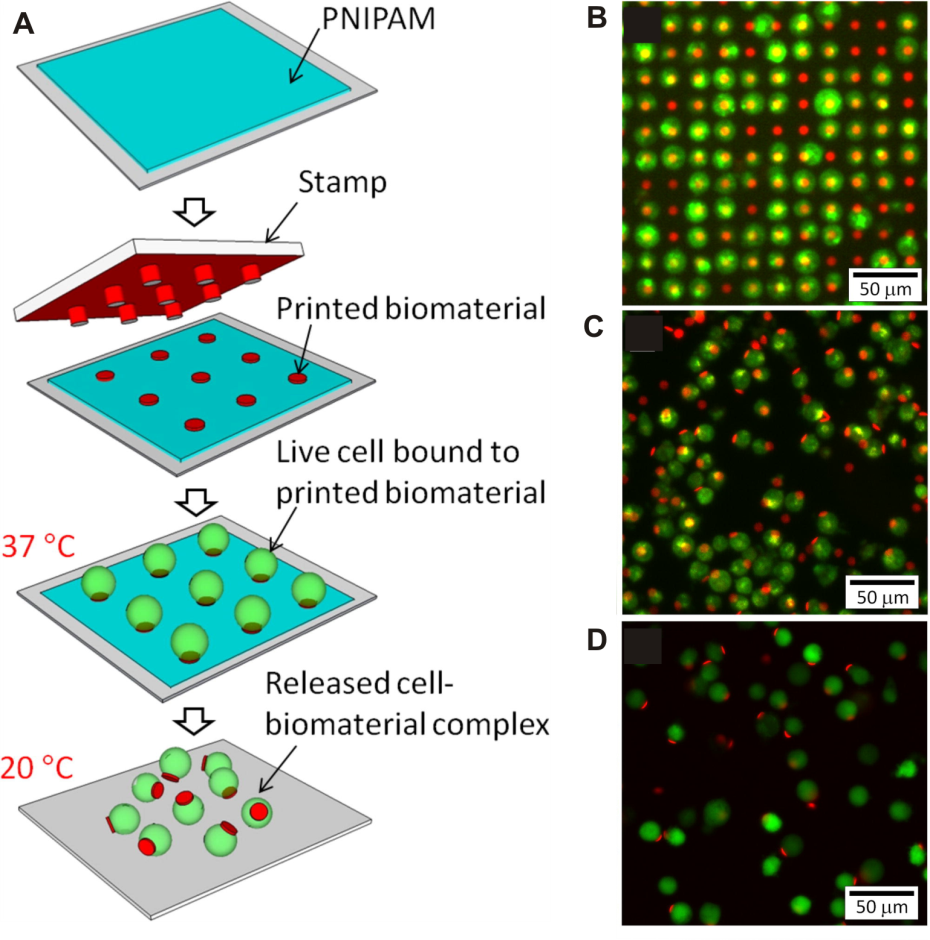 A
PNIPAM
Stamp
Printed biomaterial
Live cell bound to
printed biomaterial
37 °C
Released cell-
biomaterial complex
20 °C
B
50 μm
C
50 μm
D
50 μm